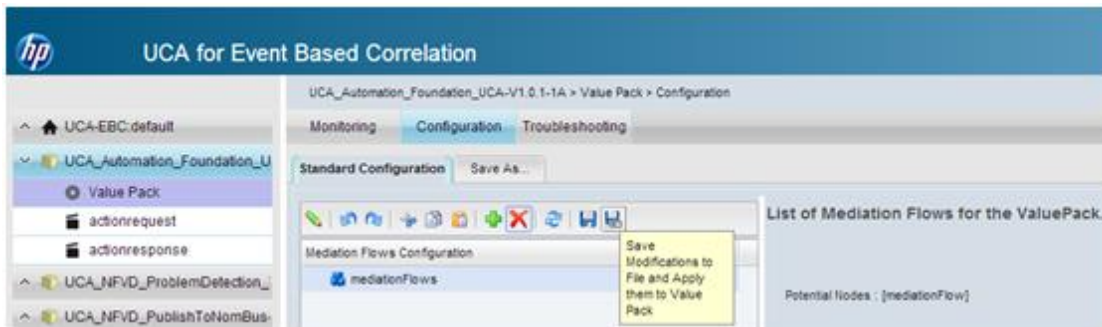 hp
UCA for Event Based Correlation
UCA_Automation_Foundation_UCA-V1.0.1-1A > Value Pack > Configuration
UCA-EBC:default
Monitoring Configuration Troubleshooting
UCA_Automation_Foundation_U
Standard Configuration Save As...
Value Pack
actionrequest
actionresponse
UCA_NFVD_ProblemDetection_
UCA_NFVD_PublishToNomBus-
Mediation Flows Configuration
mediationFlows
Save
Modifications to
File and Apply
them to Value
Pack
List of Mediation Flows for the ValuePack.
Potential Nodes : [mediationFlow]